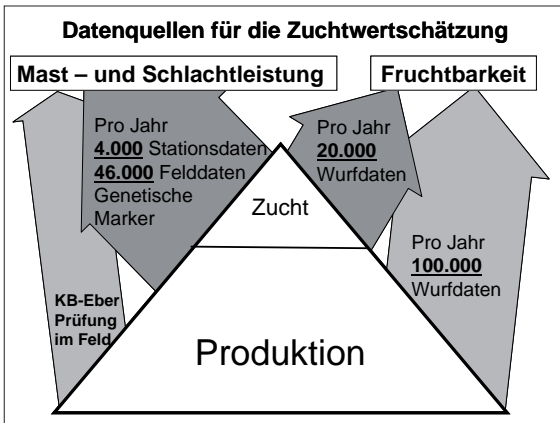 Datenquellen für die Zuchtwertschätzung
Mast – und Schlachtleistung
Fruchtbarkeit
Pro Jahr
4.000 Stationsdaten
46.000 Felddaten
Genetische
Marker
Pro Jahr
20.000
Wurfdaten
Zucht
Pro Jahr
100.000
Wurfdaten
KB-Eber
Prüfung
im Feld
Produktion